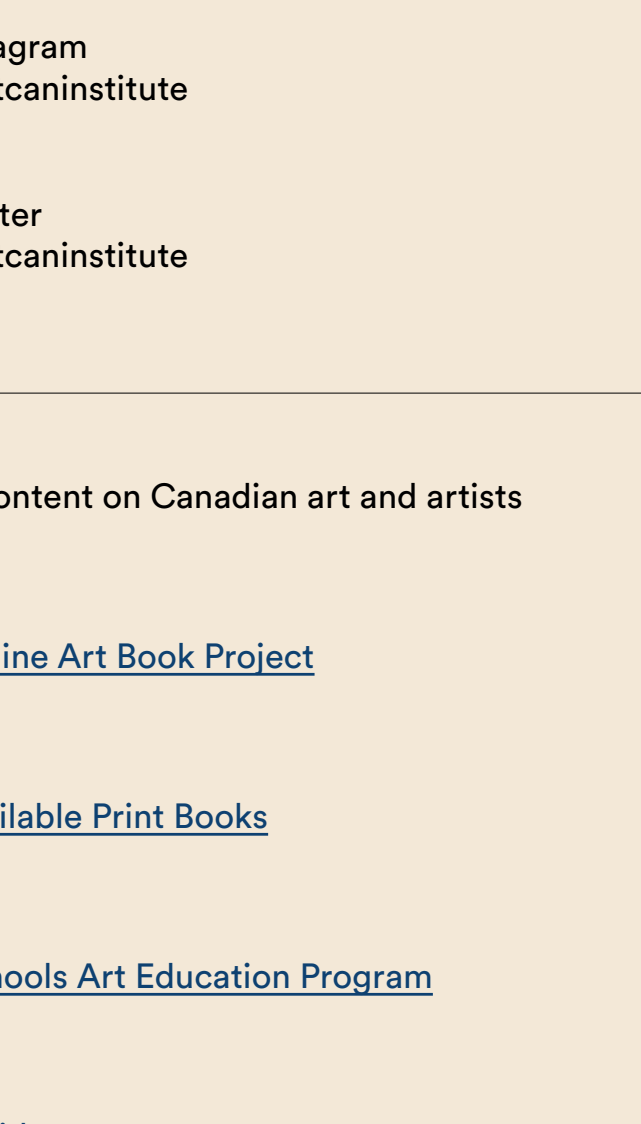 agram
tcaninstitute
ter
tcaninstitute
ontent on Canadian art and artists
ine Art Book Project
ilable Print Books
ools Art Education Program